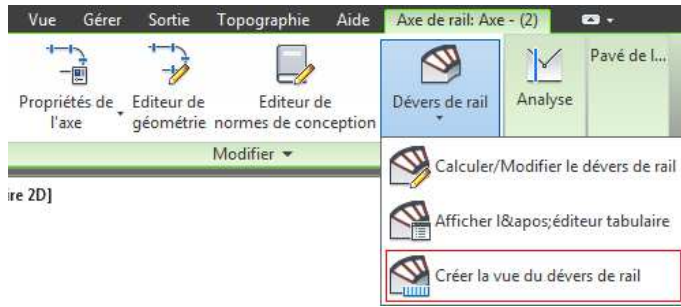 Vue Gérer Sortie Topographie Aide Axe de rail: Axe - (2)
Propriétés de l'axe
Editeur de géométrie
Editeur de normes de conception
Dévers de rail
Analyse
Pavé de l...
Modifier
ire 2D]
Calculer/Modifier le dévers de rail
Afficher l&apos;éditeur tabulaire
Créer la vue du dévers de rail